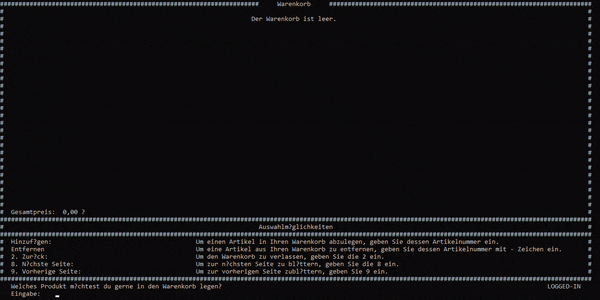 Warenkorb
Der Warenkorb ist leer.
Gesamtpreis: 0,00 ?
Auswahlm?glichkeiten
Hinzuf?gen: Um einen Artikel in Ihren Warenkorb abzulegen, geben Sie dessen Artikelnummer ein.
Entfernen Um eine Artikel aus Ihren Warenkorb zu entfernen, geben Sie dessen Artikelnummer mit - Zeichen ein.
2. Zur?ck: Um den Warenkorb zu verlassen, geben Sie die 2 ein.
8. N?chste Seite: Um zur n?chsten Seite zu bl?ttern, geben Sie die 8 ein.
9. Vorherige Seite: Um zur vorherigen Seite zubl?ttern, geben Sie 9 ein.
Welches Produkt m?chtest du gerne in den Warenkorb legen? LOGGED-IN
Eingabe: _